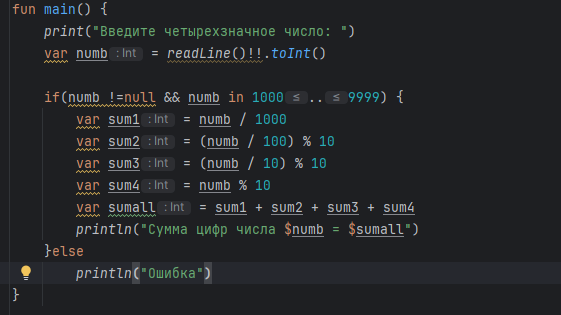 fun main() {
print("Введите четырехзначное число: ")
var numb : Int = readLine()!!.toInt()
if(numb !=null && numb in 1000 ≤ .. ≤ 9999) {
var sum1 : Int = numb / 1000
var sum2 : Int = (numb / 100) % 10
var sum3 : Int = (numb / 10) % 10
var sum4 : Int = numb % 10
var sumall : Int = sum1 + sum2 + sum3 + sum4
println("Сумма цифр числа $numb = $sumall")
}else
println("Ошибка")
}